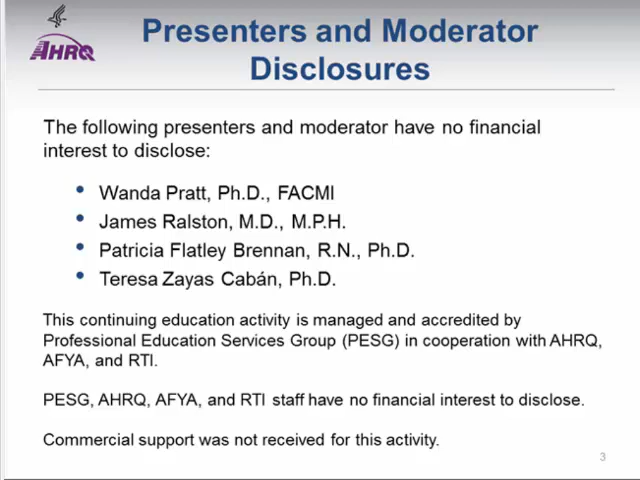 AHRQ
Presenters and Moderator
Disclosures
The following presenters and moderator have no financial
interest to disclose:
• Wanda Pratt, Ph.D., FACMI
• James Ralston, M.D., M.P.H.
• Patricia Flatley Brennan, R.N., Ph.D.
• Teresa Zayas Cabán, Ph.D.
This continuing education activity is managed and accredited by
Professional Education Services Group (PESG) in cooperation with AHRQ,
AFYA, and RTI.
PESG, AHRQ, AFYA, and RTI staff have no financial interest to disclose.
Commercial support was not received for this activity.
3